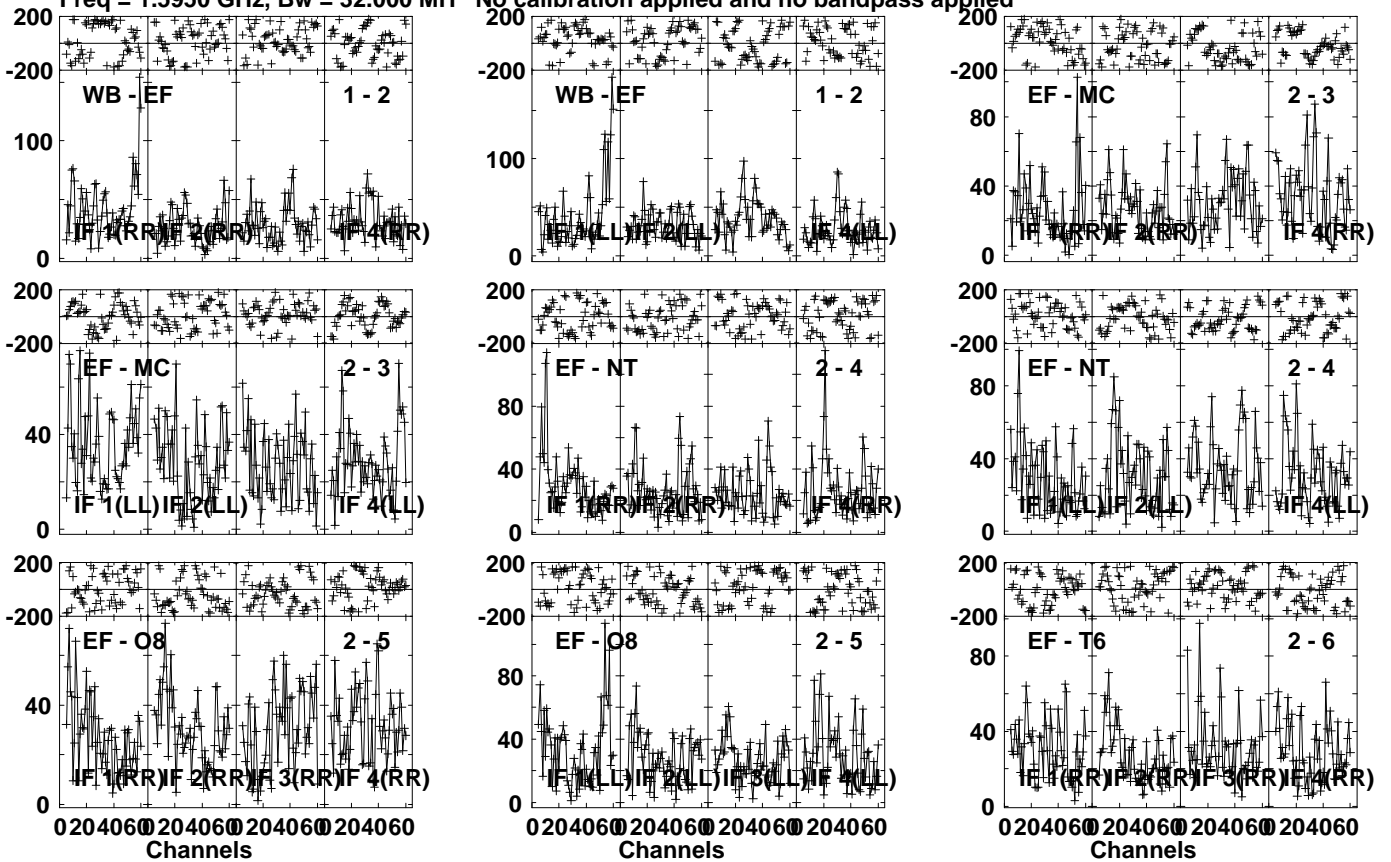 Freq = 1.5950 GHz, Bw = 32.000 MH No calibration applied and no bandpass applied
200
-200
WB - EF 1 - 2
100
0
IF 1(RR) IF 2(RR) IF 4(RR)
200
-200
WB - EF 1 - 2
100
0
IF 1(LL) IF 2(LL) IF 4(LL)
200
-200
EF - MC 2 - 3
80
40
0
IF 1(RR) IF 2(RR) IF 4(RR)
200
-200
EF - MC 2 - 3
40
0
IF 1(LL) IF 2(LL) IF 4(LL)
200
-200
EF - NT 2 - 4
80
40
0
IF 1(RR) IF 2(RR) IF 4(RR)
200
-200
EF - NT 2 - 4
80
40
0
IF 1(LL) IF 2(LL) IF 4(LL)
200
-200
EF - O8 2 - 5
40
0
IF 1(RR) IF 2(RR) IF 3(RR) IF 4(RR)
0 20 40 60 0 20 40 60 0 20 40 60 0 20 40 60
Channels
200
-200
EF - O8 2 - 5
80
40
0
IF 1(LL) IF 2(LL) IF 3(LL) IF 4(LL)
0 20 40 60 0 20 40 60 0 20 40 60 0 20 40 60
Channels
200
-200
EF - T6 2 - 6
80
40
0
IF 1(RR) IF 2(RR) IF 3(RR) IF 4(RR)
0 20 40 60 0 20 40 60 0 20 40 60 0 20 40 60
Channels